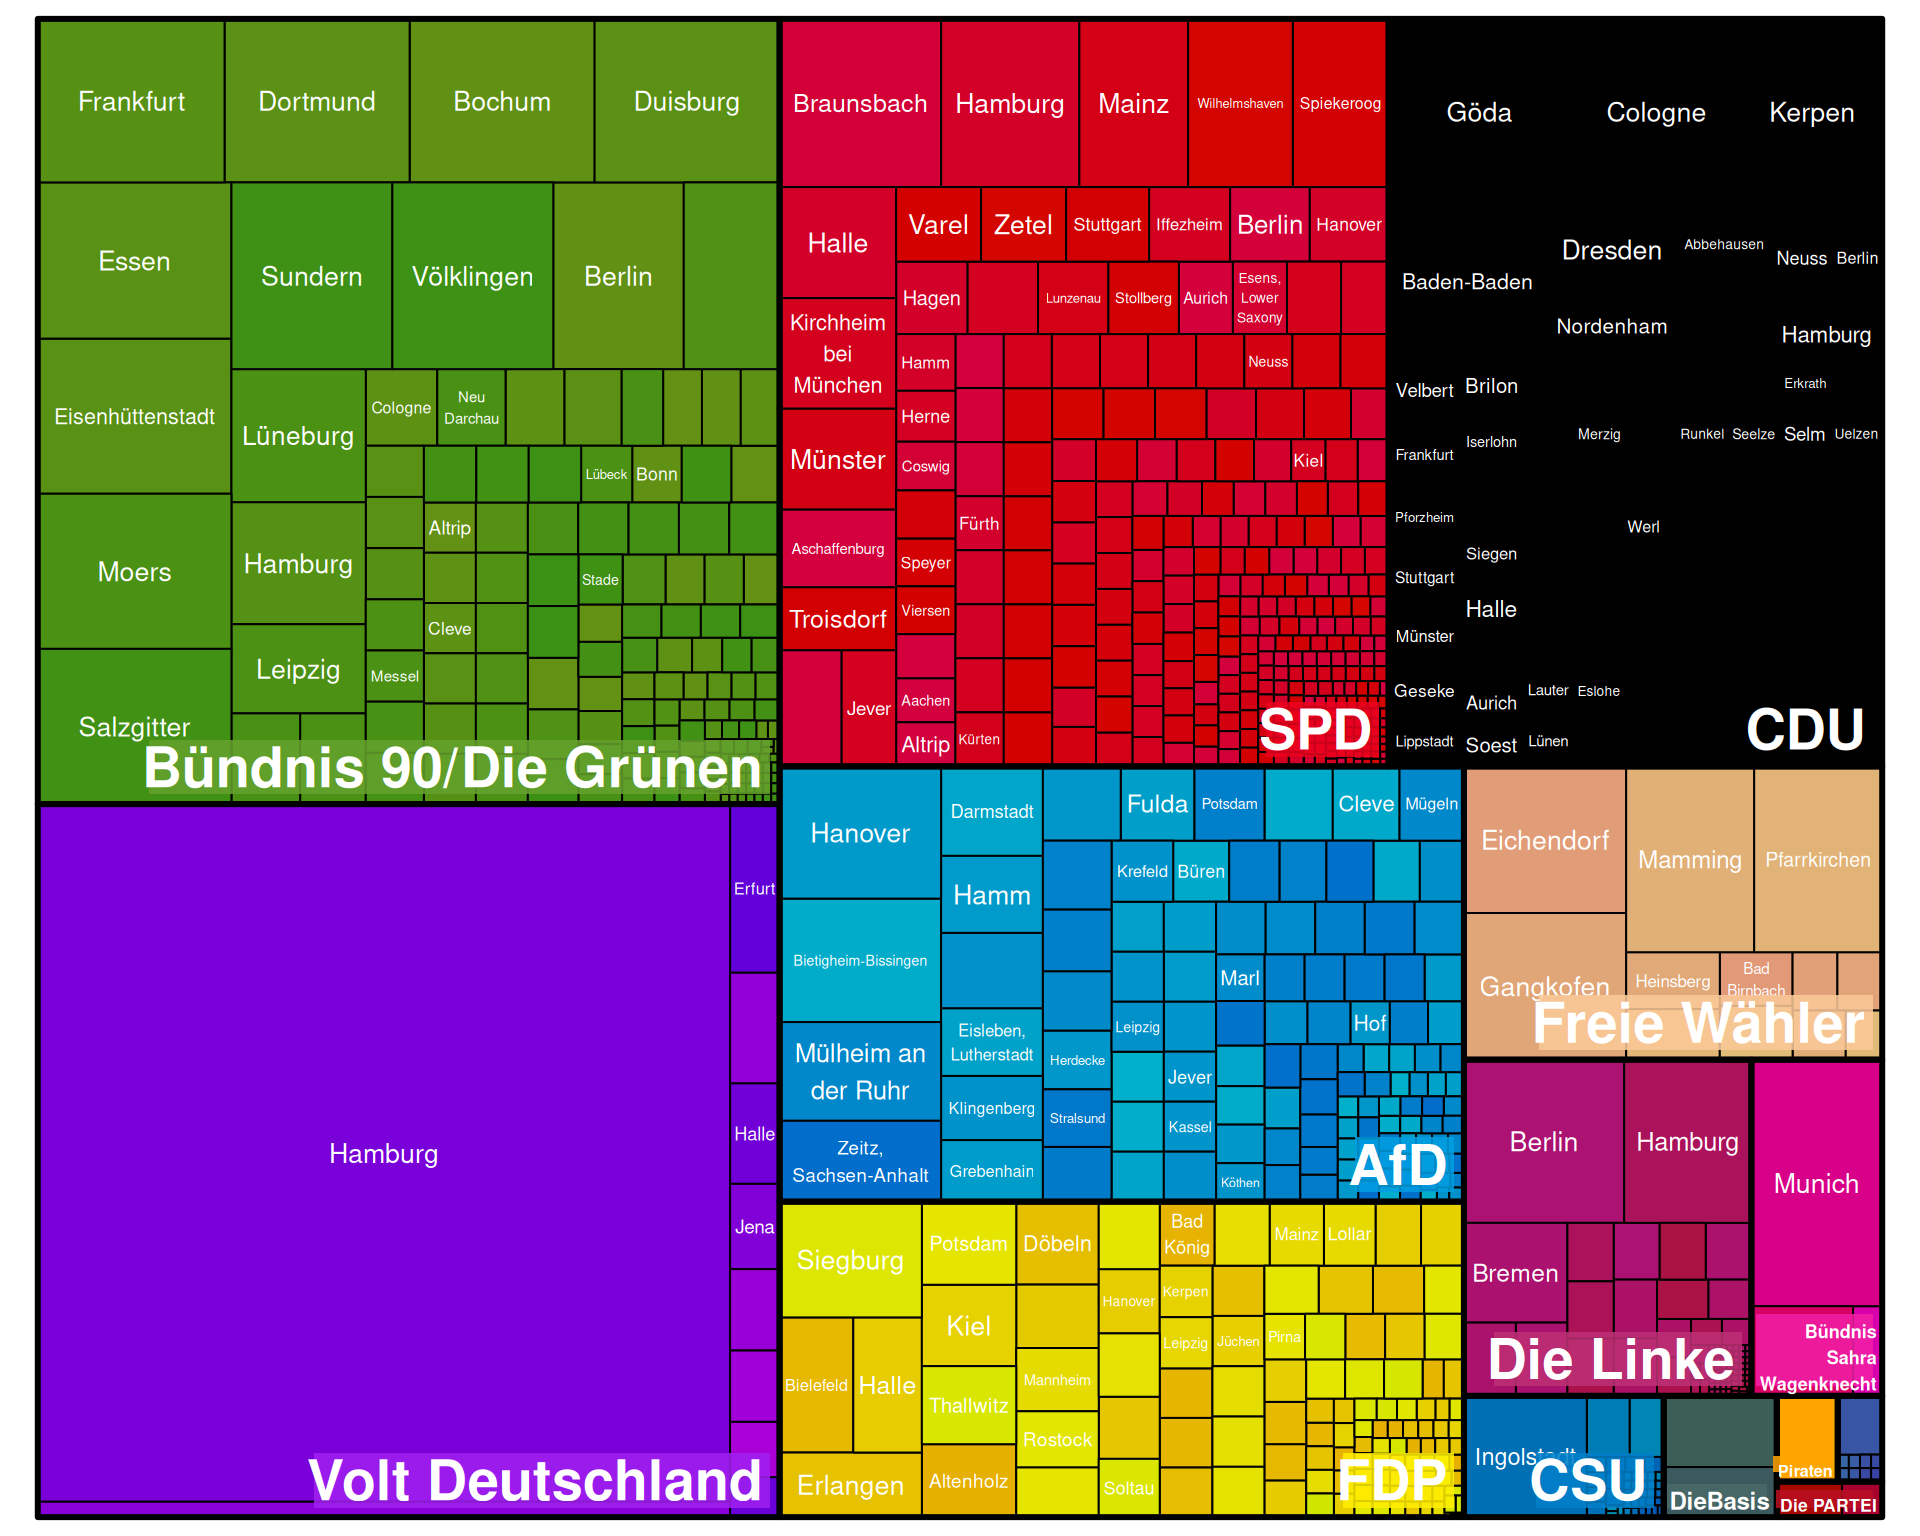 Frankfurt
Dortmund
Bochum
Duisburg
Essen
Sundern
Völklingen
Berlin
Eisenhüttenstadt
Lüneburg
Cologne
Neu
Darchau
Lübeck
Bonn
Moers
Hamburg
Altrip
Stade
Cleve
Leipzig
Messel
Salzgitter
Bündnis 90/Die Grünen
Braunsbach
Hamburg
Mainz
Wilhelmshaven
Spiekeroog
Halle
Varel
Zetel
Stuttgart
Iffezheim
Berlin
Hanover
Hagen
Lunzenau
Stollberg
Aurich
Esens,
Lower
Saxony
Kirchheim
bei
München
Hamm
Neuss
Herne
Münster
Coswig
Kiel
Fürth
Aschaffenburg
Speyer
Troisdorf
Viersen
Jever
Aachen
Altrip
Kürten
SPD
Göda
Cologne
Kerpen
Baden-Baden
Dresden
Abbehausen
Neuss
Berlin
Nordenham
Hamburg
Velbert
Brilon
Erkrath
Frankfurt
Iserlohn
Merzig
Runkel
Seelze
Selm
Uelzen
Pforzheim
Werl
Siegen
Stuttgart
Halle
Münster
Geseke
Aurich
Lauter
Eslohe
Lippstadt
Soest
Lünen
CDU
Hamburg
Erfurt
Halle
Jena
Volt Deutschland
Hanover
Darmstadt
Fulda
Potsdam
Cleve
Mügeln
Hamm
Krefeld
Büren
Bietigheim-Bissingen
Marl
Eisleben,
Lutherstadt
Leipzig
Hof
Mülheim an
der Ruhr
Herdecke
Jever
Klingenberg
Stralsund
Kassel
Zeitz,
Sachsen-Anhalt
Grebenhain
Köthen
AfD
Siegburg
Potsdam
Döbeln
Bad
König
Mainz
Lollar
Kiel
Hanover
Kerpen
Leipzig
Jüchen
Pirna
Bielefeld
Halle
Mannheim
Thallwitz
Rostock
Erlangen
Altenholz
Soltau
FDP
Eichendorf
Mamming
Pfarrkirchen
Gangkofen
Heinsberg
Bad
Birnbach
Freie Wähler
Berlin
Hamburg
Bremen
Die Linke
Munich
Bündnis
Sahra
Wagenknecht
Ingolstadt
CSU
DieBasis
Piraten
Die PARTEI